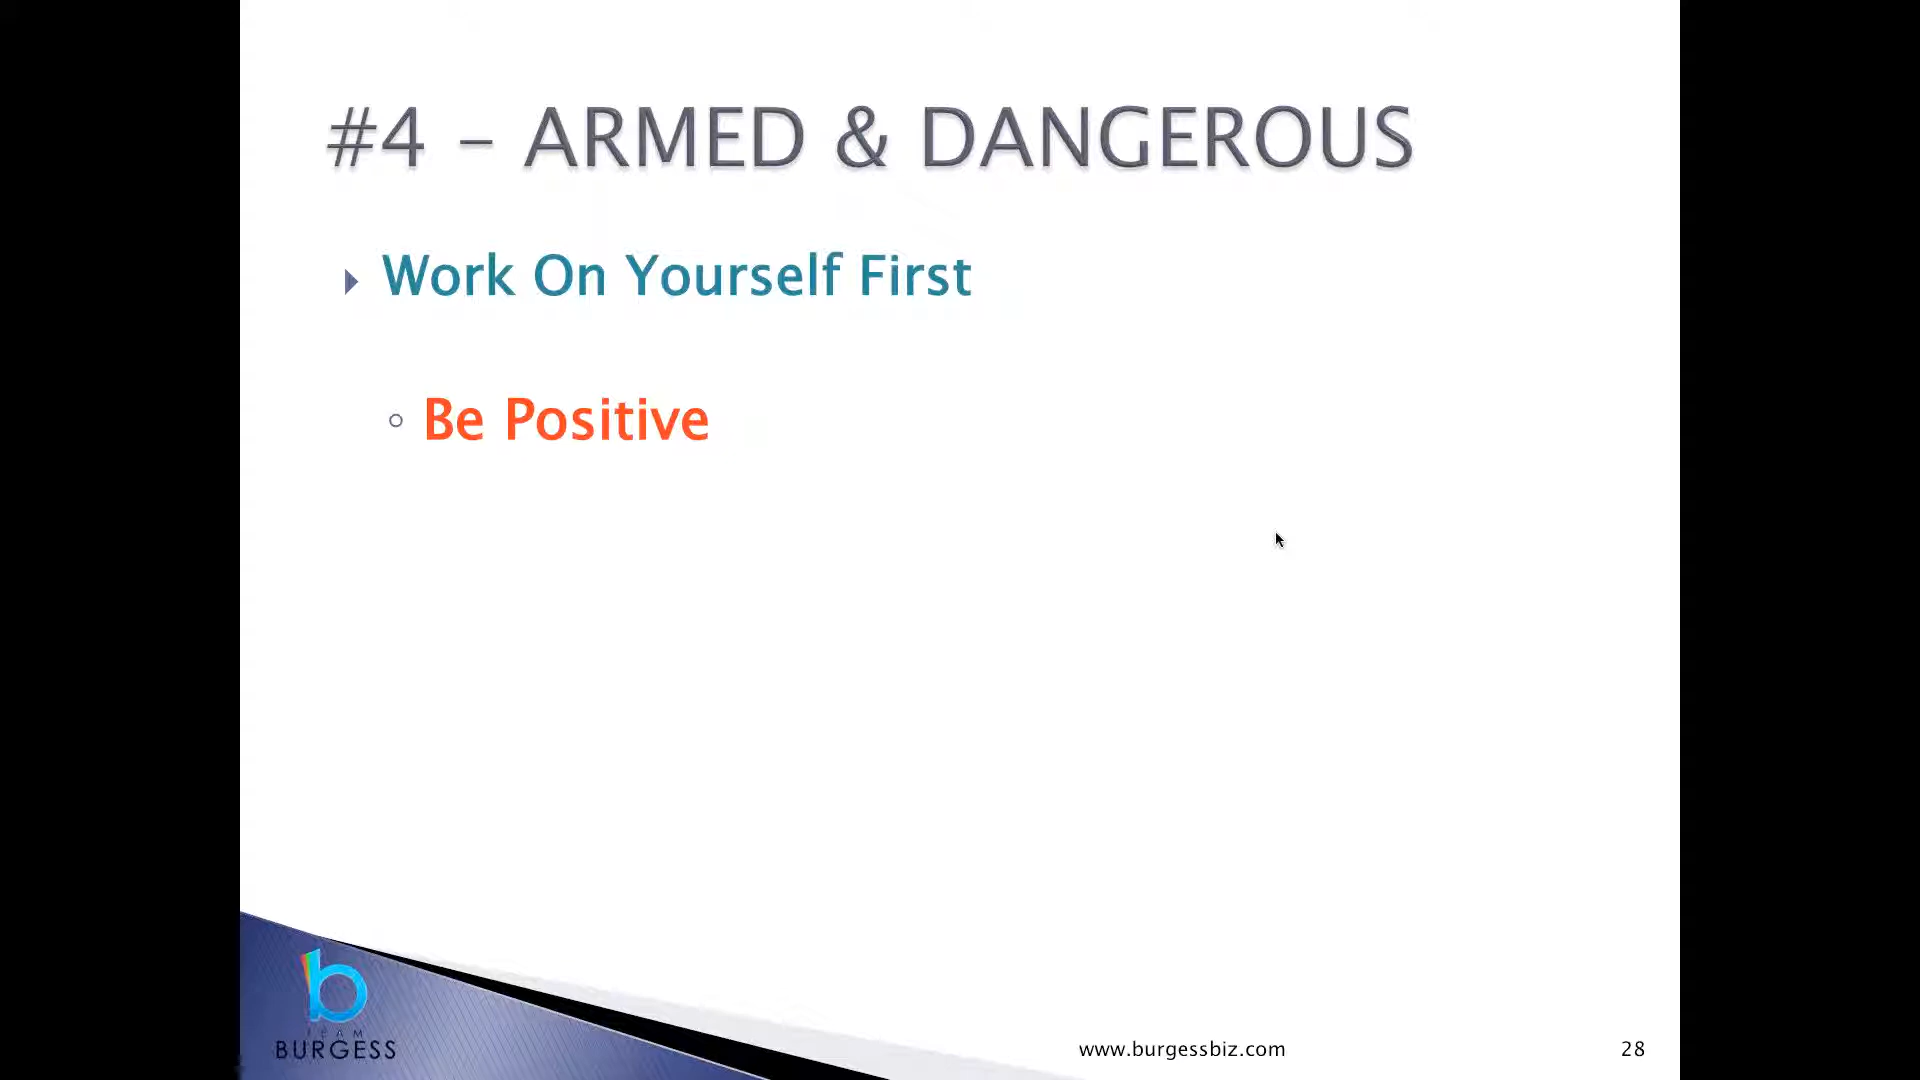 #4 – ARMED & DANGEROUS
Work On Yourself First
Be Positive
TEAM
BURGESS
www.burgessbiz.com
28